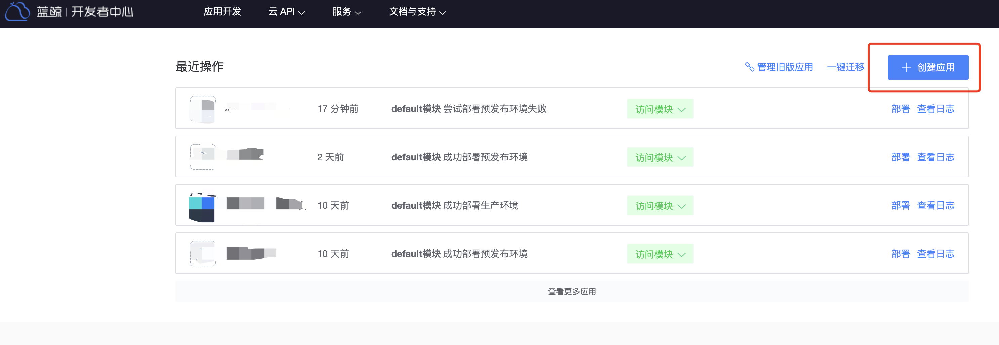 蓝鲸 | 开发者中心 应用开发 云 API 服务 文档与支持
最近操作 管理旧版应用 一键迁移 创建应用
17 分钟前 default模块 尝试部署预发布环境失败 访问模块 部署 查看日志
2 天前 default模块 成功部署预发布环境 访问模块 部署 查看日志
10 天前 default模块 成功部署生产环境 访问模块 部署 查看日志
10 天前 default模块 成功部署预发布环境 访问模块 部署 查看日志
查看更多应用